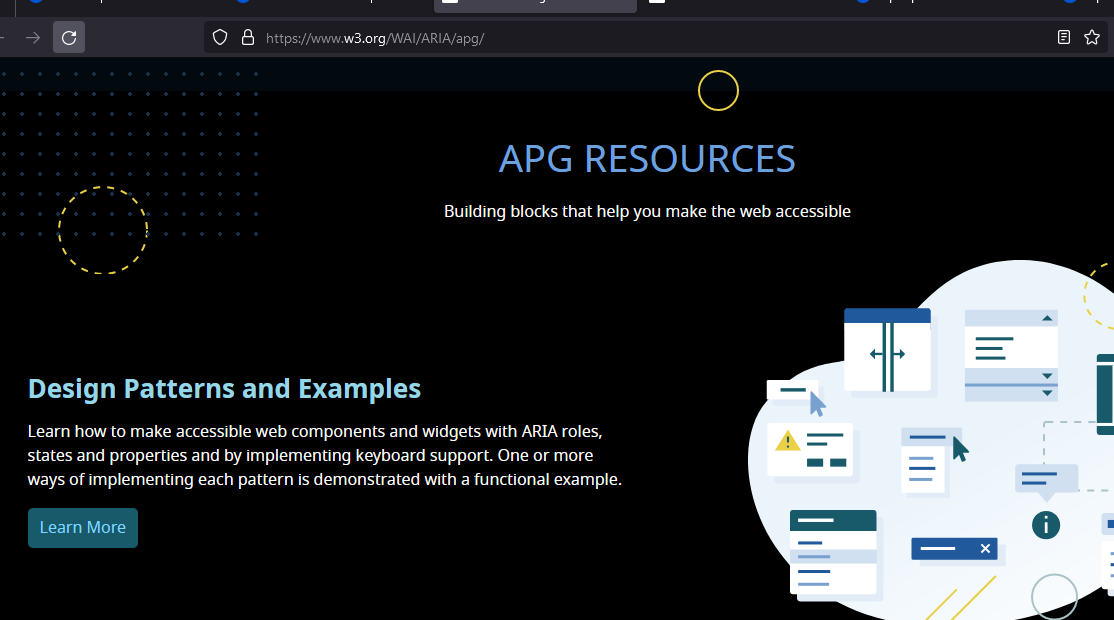 https://www.w3.org/WAI/ARIA/apg/
APG RESOURCES
Building blocks that help you make the web accessible
Design Patterns and Examples
Learn how to make accessible web components and widgets with ARIA roles,
states and properties and by implementing keyboard support. One or more
ways of implementing each pattern is demonstrated with a functional example.
Learn More